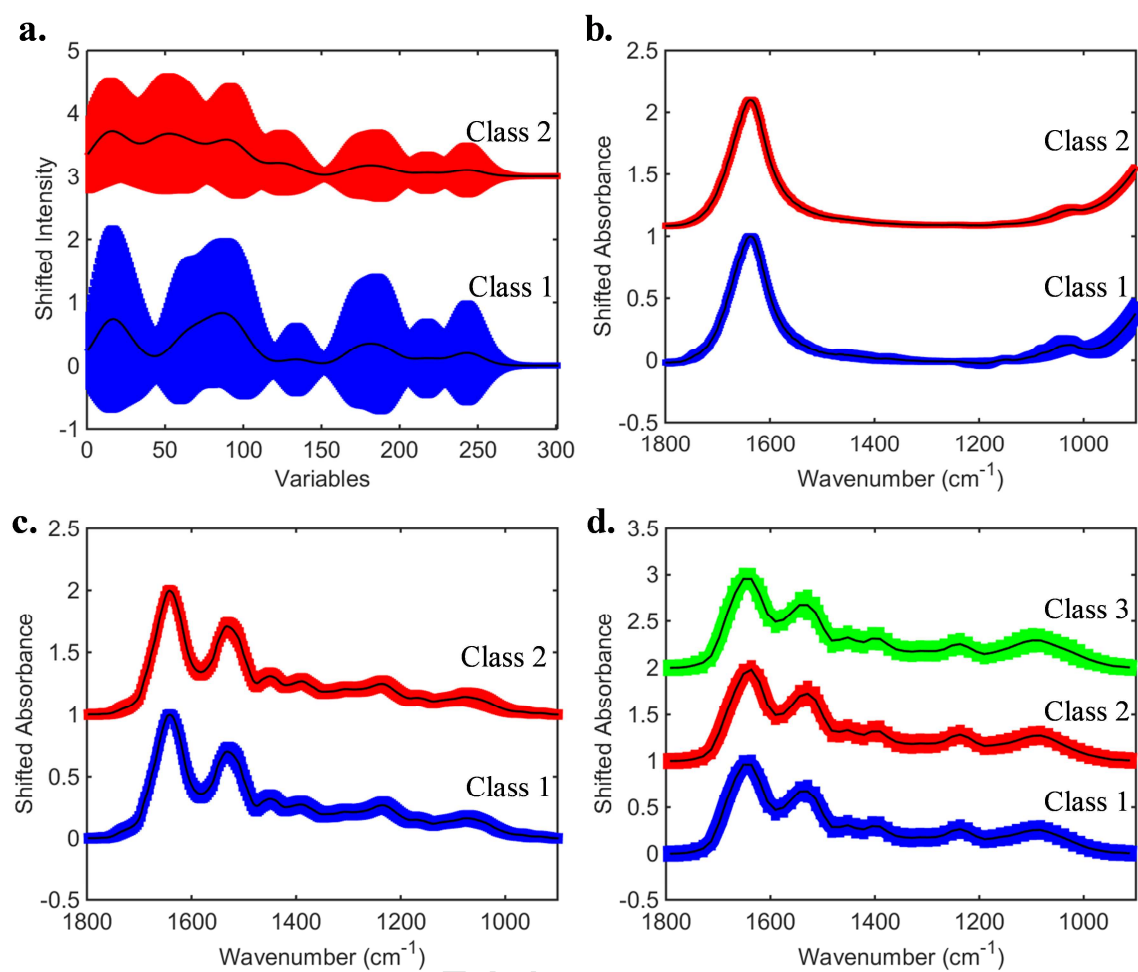 a.
5
4
3
2
1
0
-1
Shifted Intensity
Class 2
Class 1
0 50 100 150 200 250 300
Variables
b.
2.5
2
1.5
1
0.5
0
-0.5
Shifted Absorbance
Class 2
Class 1
1800 1600 1400 1200 1000
Wavenumber (cm⁻¹)
c.
2.5
2
1.5
1
0.5
0
-0.5
Shifted Absorbance
Class 2
Class 1
1800 1600 1400 1200 1000
Wavenumber (cm⁻¹)
d.
3.5
3
2.5
2
1.5
1
0.5
0
-0.5
Shifted Absorbance
Class 3
Class 2
Class 1
1800 1600 1400 1200 1000
Wavenumber (cm⁻¹)